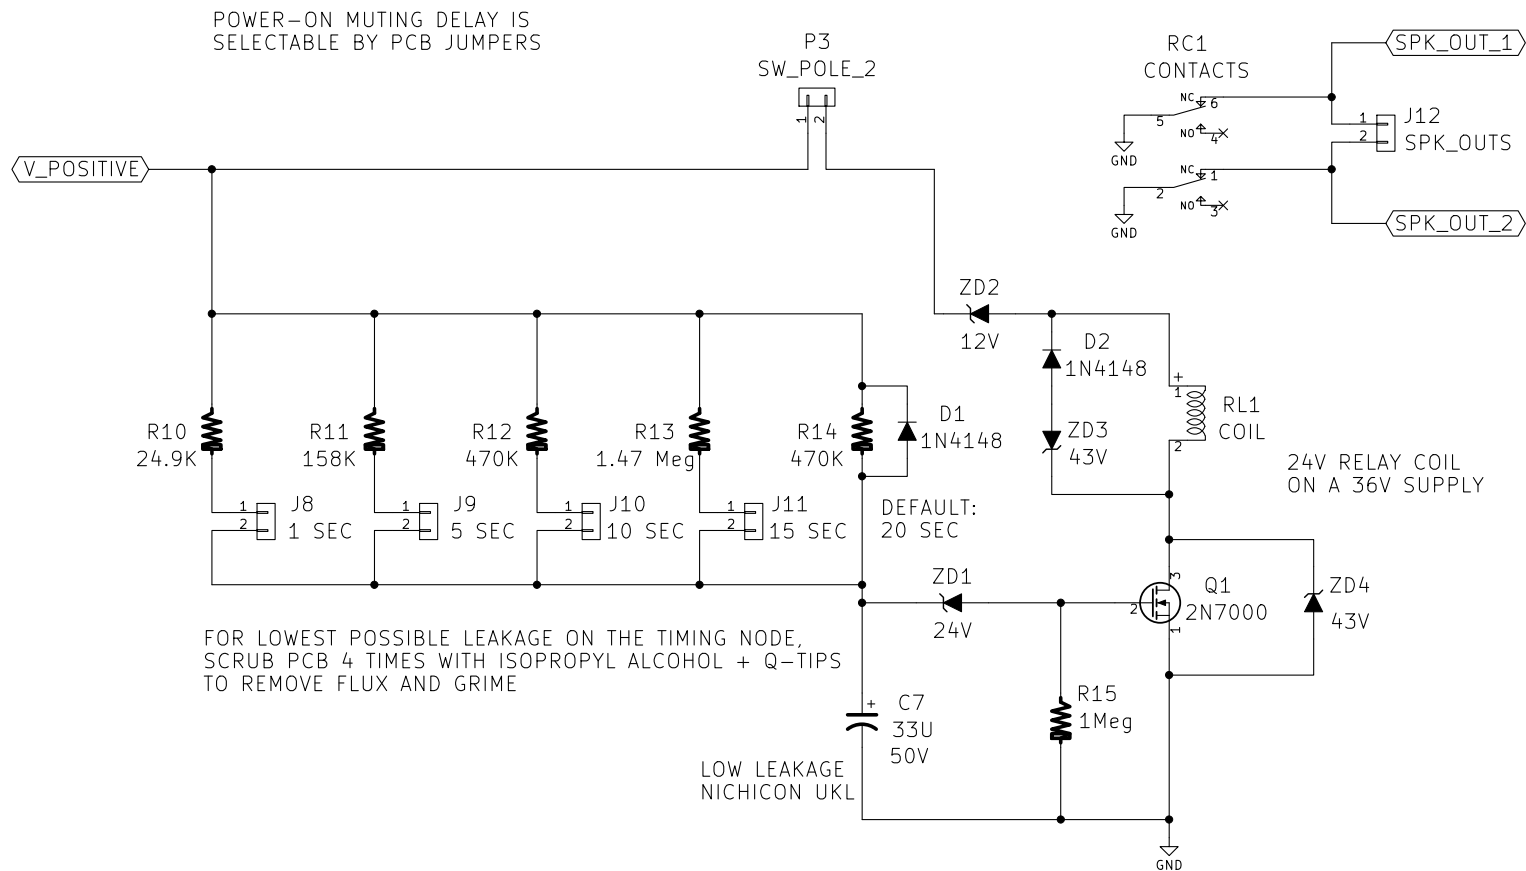 POWER-ON MUTING DELAY IS
SELECTABLE BY PCB JUMPERS
P3
SW_POLE_2
1
2
V_POSITIVE
RC1
CONTACTS
NC
6
5
NO
4
GND
NC
1
2
NO
3
GND
SPK_OUT_1
1
2
J12
SPK_OUTS
SPK_OUT_2
ZD2
12V
D2
1N4148
ZD3
43V
+
1
2
RL1
COIL
24V RELAY COIL
ON A 36V SUPPLY
R10
24.9K
R11
158K
R12
470K
R13
1.47 Meg
R14
470K
D1
1N4148
1
2
J8
1 SEC
1
2
J9
5 SEC
1
2
J10
10 SEC
1
2
J11
15 SEC
DEFAULT:
20 SEC
ZD1
24V
3
2
1
Q1
2N7000
ZD4
43V
FOR LOWEST POSSIBLE LEAKAGE ON THE TIMING NODE,
SCRUB PCB 4 TIMES WITH ISOPROPYL ALCOHOL + Q-TIPS
TO REMOVE FLUX AND GRIME
+
C7
33U
50V
R15
1Meg
LOW LEAKAGE
NICHICON UKL
GND